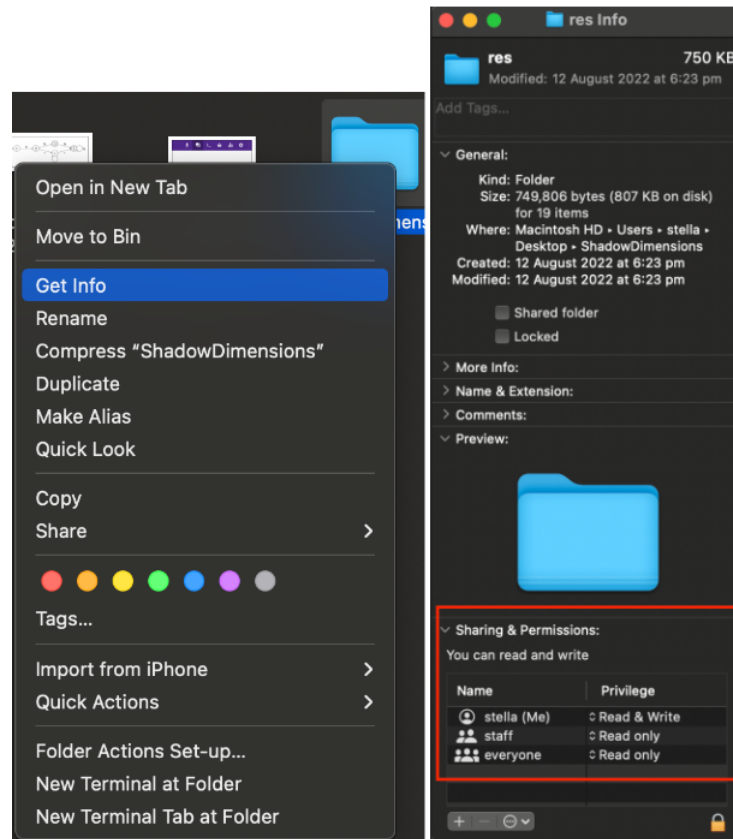 mens
Open in New Tab
Move to Bin
Get Info
Rename
Compress “ShadowDimensions”
Duplicate
Make Alias
Quick Look
Copy
Share
Tags...
Import from iPhone
Quick Actions
Folder Actions Set-up...
New Terminal at Folder
New Terminal Tab at Folder
res Info
res 750 KB
Modified: 12 August 2022 at 6:23 pm
Add Tags...
General:
Kind: Folder
Size: 749,806 bytes (807 KB on disk)
for 19 items
Where: Macintosh HD ▸ Users ▸ stella ▸
Desktop ▸ ShadowDimensions
Created: 12 August 2022 at 6:23 pm
Modified: 12 August 2022 at 6:23 pm
Shared folder
Locked
More Info:
Name & Extension:
Comments:
Preview:
Sharing & Permissions:
You can read and write
Name Privilege
stella (Me) Read & Write
staff Read only
everyone Read only